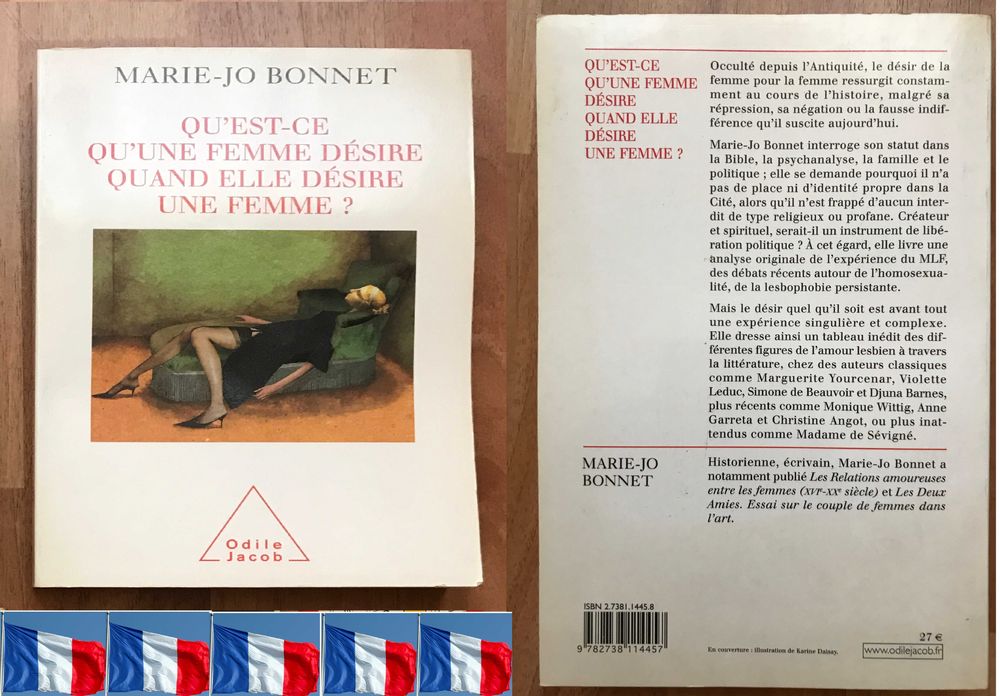 MARIE-JO BONNET
QU'EST-CE
QU'UNE FEMME DÉSIRE
QUAND ELLE DÉSIRE
UNE FEMME ?
Odile
Jacob
QU'EST-CE
QU'UNE FEMME
DÉSIRE
QUAND ELLE
DÉSIRE
UNE FEMME ?
Occulté depuis l'Antiquité, le désir de la
femme pour la femme ressurgit constam-
ment au cours de l'histoire, malgré sa
répression, sa négation ou la fausse indif-
férence qu'il suscite aujourd'hui.
Marie-Jo Bonnet interroge son statut dans
la Bible, la psychanalyse, la famille et le
politique ; elle se demande pourquoi il n'a
pas de place ni d'identité propre dans la
Cité, alors qu'il n'est frappé d'aucun inter-
dit de type religieux ou profane. Créateur
et spirituel, serait-il un instrument de libé-
ration politique ? À cet égard, elle livre une
analyse originale de l'expérience du MLF,
des débats récents autour de l'homosexua-
lité, de la lesbophobie persistante.
Mais le désir quel qu'il soit est avant tout
une expérience singulière et complexe.
Elle dresse ainsi un tableau inédit des dif-
férentes figures de l'amour lesbien à travers
la littérature, chez des auteurs classiques
comme Marguerite Yourcenar, Violette
Leduc, Simone de Beauvoir et Djuna Barnes,
plus récents comme Monique Wittig, Anne
Garreta et Christine Angot, ou plus inat-
tendus comme Madame de Sévigné.
MARIE-JO
BONNET
Historienne, écrivain, Marie-Jo Bonnet a
notamment publié Les Relations amoureuses
entre les femmes (XVIe-XXe siècle) et Les Deux
Amies. Essai sur le couple de femmes dans
l'art.
ISBN 2.7381.1445.8
9 782738 114457
En couverture : illustration de Karine Daisay.
27 €
www.odilejacob.fr